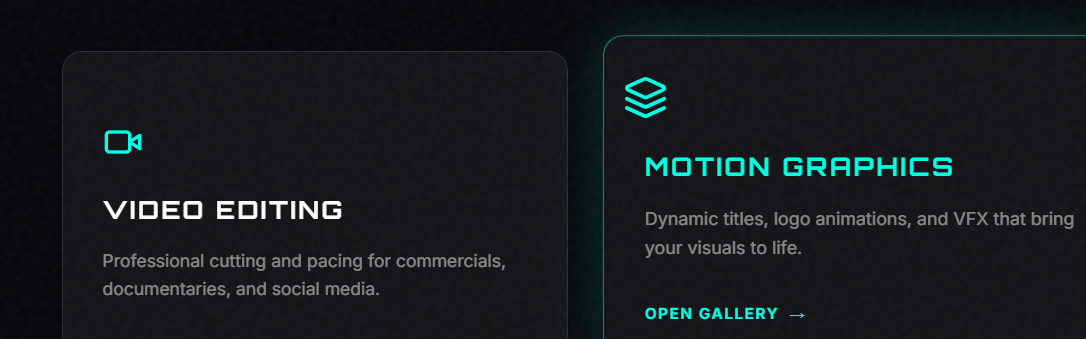 VIDEO EDITING
Professional cutting and pacing for commercials,
documentaries, and social media.
MOTION GRAPHICS
Dynamic titles, logo animations, and VFX that bring
your visuals to life.
OPEN GALLERY →